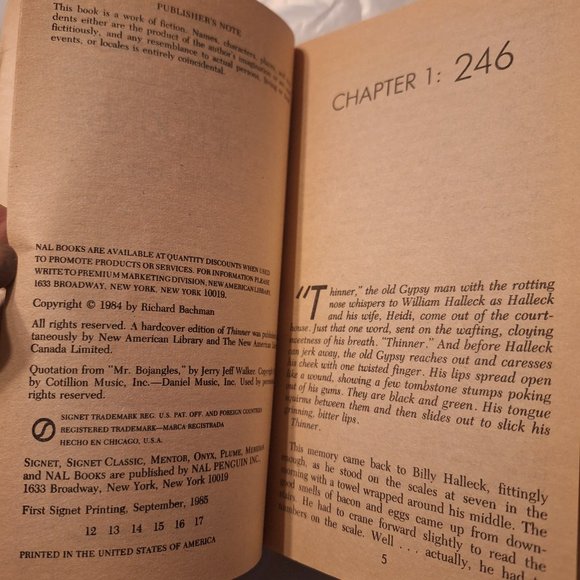 PUBLISHER'S NOTE
This book is a work of fiction. Names, characters, places, and
dents either are the product of the author's imagination or are
fictitiously, and any resemblance to actual persons, living or
events, or locales is entirely coincidental.
NAL BOOKS ARE AVAILABLE AT QUANTITY DISCOUNTS WHEN USED
TO PROMOTE PRODUCTS OR SERVICES. FOR INFORMATION PLEASE
WRITE TO PREMIUM MARKETING DIVISION, NEW AMERICAN LIBRARY,
1633 BROADWAY, NEW YORK, NEW YORK 10019.
Copyright © 1984 by Richard Bachman
All rights reserved. A hardcover edition of Thinner was
taneously by New American Library and The New American
Canada Limited.
Quotation from "Mr. Bojangles," by Jerry Jeff Walker.
by Cotillion Music, Inc.—Daniel Music, Inc. Used by
rights reserved.
SIGNET TRADEMARK REG. U.S. PAT. OFF. AND FOREIGN COUNTRIES
REGISTERED TRADEMARK—MARCA REGISTRADA
HECHO EN CHICAGO, U.S.A.
S
SIGNET, SIGNET CLASSIC, MENTOR, ONYX, PLUME, MERIDIAN
and NAL BOOKS are published by NAL PENGUIN INC.,
1633 Broadway, New York, New York 10019
First Signet Printing, September, 1985
12 13 14 15 16 17
PRINTED IN THE UNITED STATES OF AMERICA
CHAPTER 1: 246
"Thinner," the old Gypsy man with the rotting
nose whispers to William Halleck as Halleck
and his wife, Heidi, come out of the court-
house. Just that one word, sent on the wafting, cloying
sweetness of his breath. "Thinner." And before Halleck
can jerk away, the old Gypsy reaches out and caresses
his cheek with one twisted finger. His lips spread open
like a wound, showing a few tombstone stumps poking
out of his gums. They are black and green. His tongue
squirms between them and then slides out to slick his
grinning, bitter lips.
Thinner.
This memory came back to Billy Halleck, fittingly
enough, as he stood on the scales at seven in the
morning with a towel wrapped around his middle. The
good smells of bacon and eggs came up from down-
stairs. He had to crane forward slightly to read the
numbers on the scale. Well . . . actually, he had
5